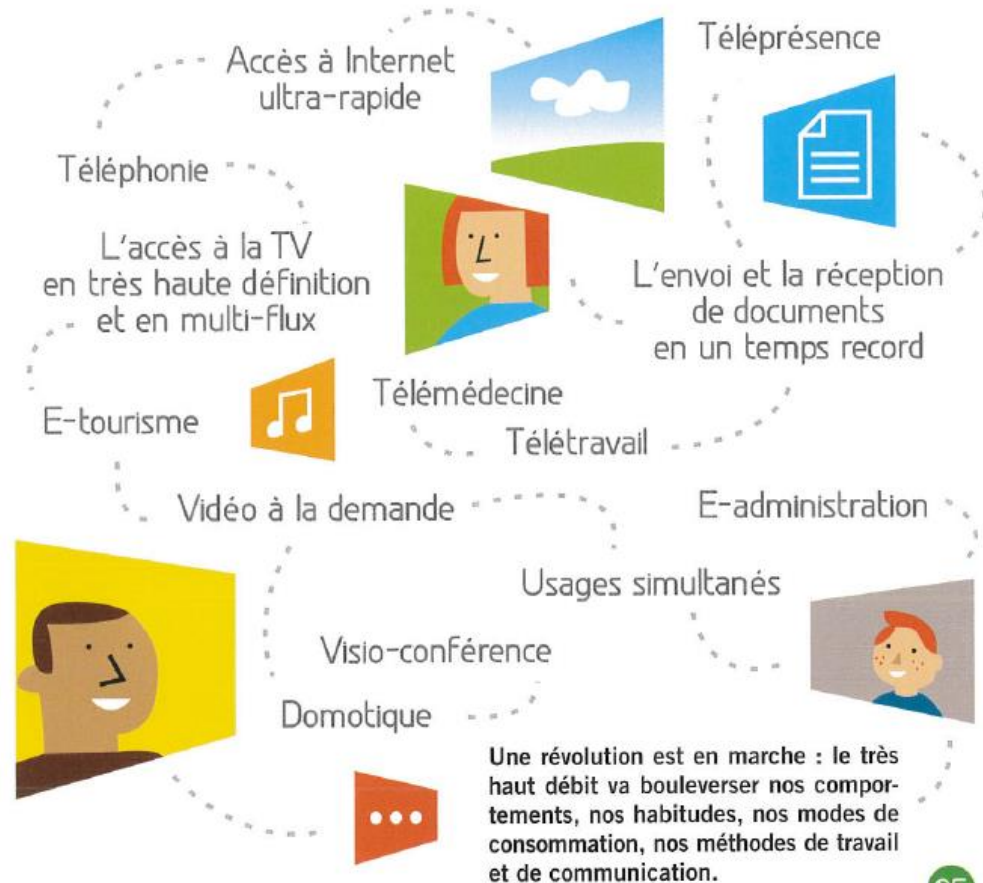 Accès à Internet
ultra-rapide
Téléprésence
Téléphonie
L'accès à la TV
en très haute définition
et en multi-flux
L'envoi et la réception
de documents
en un temps record
Télémédecine
E-tourisme
Télétravail
Vidéo à la demande
E-administration
Usages simultanés
Visio-conférence
Domotique
Une révolution est en marche : le très
haut débit va bouleverser nos compor-
tements, nos habitudes, nos modes de
consommation, nos méthodes de travail
et de communication.